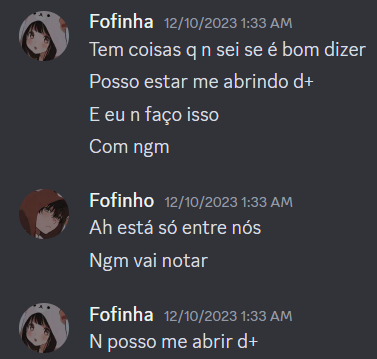 Fofinha 12/10/2023 1:33 AM
Tem coisas q n sei se é bom dizer
Posso estar me abrindo d+
E eu n faço isso
Com ngm
Fofinho 12/10/2023 1:33 AM
Ah está só entre nós
Ngm vai notar
Fofinha 12/10/2023 1:33 AM
N posso me abrir d+